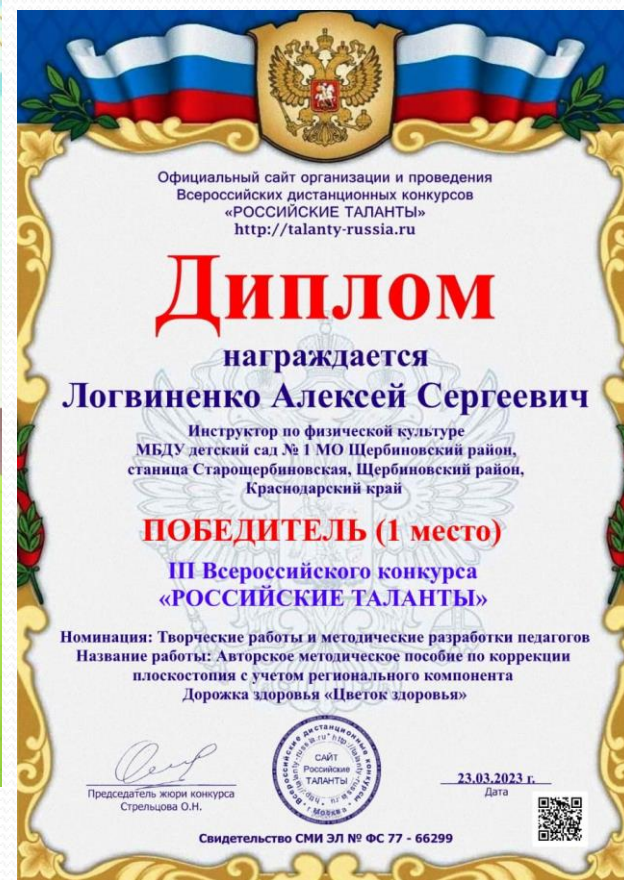 Официальный сайт организации и проведения
Всероссийских дистанционных конкурсов
«РОССИЙСКИЕ ТАЛАНТЫ»
http://talanty-russia.ru
Диплом
награждается
Логвиненко Алексей Сергеевич
Инструктор по физической культуре
МБДУ детский сад № 1 МО Щербиновский район,
станица Старощербиновская, Щербиновский район,
Краснодарский край
ПОБЕДИТЕЛЬ (1 место)
III Всероссийского конкурса
«РОССИЙСКИЕ ТАЛАНТЫ»
Номинация: Творческие работы и методические разработки педагогов
Название работы: Авторское методическое пособие по коррекции
плоскостопия с учетом регионального компонента
Дорожка здоровья «Цветок здоровья»
Всероссийские дистанционные конкурсы
г. Москва
САЙТ
Российские
ТАЛАНТЫ
Председатель жюри конкурса
Стрельцова О.Н.
23.03.2023 г.
Дата
Свидетельство СМИ ЭЛ № ФС 77 - 66299